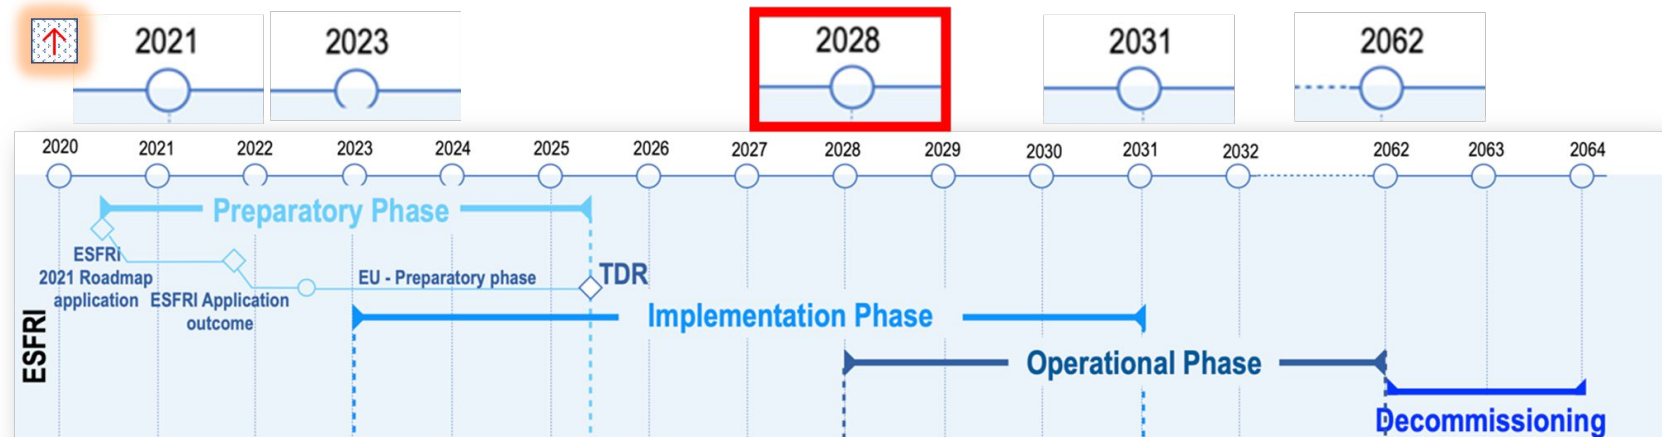 2021 2023 2028 2031 2062
2020 2021 2022 2023 2024 2025 2026 2027 2028 2029 2030 2031 2032 2062 2063 2064
Preparatory Phase
ESFRi
2021 Roadmap
application
ESFRI Application
outcome
EU - Preparatory phase
TDR
Implementation Phase
ESFRI
Operational Phase
Decommissioning